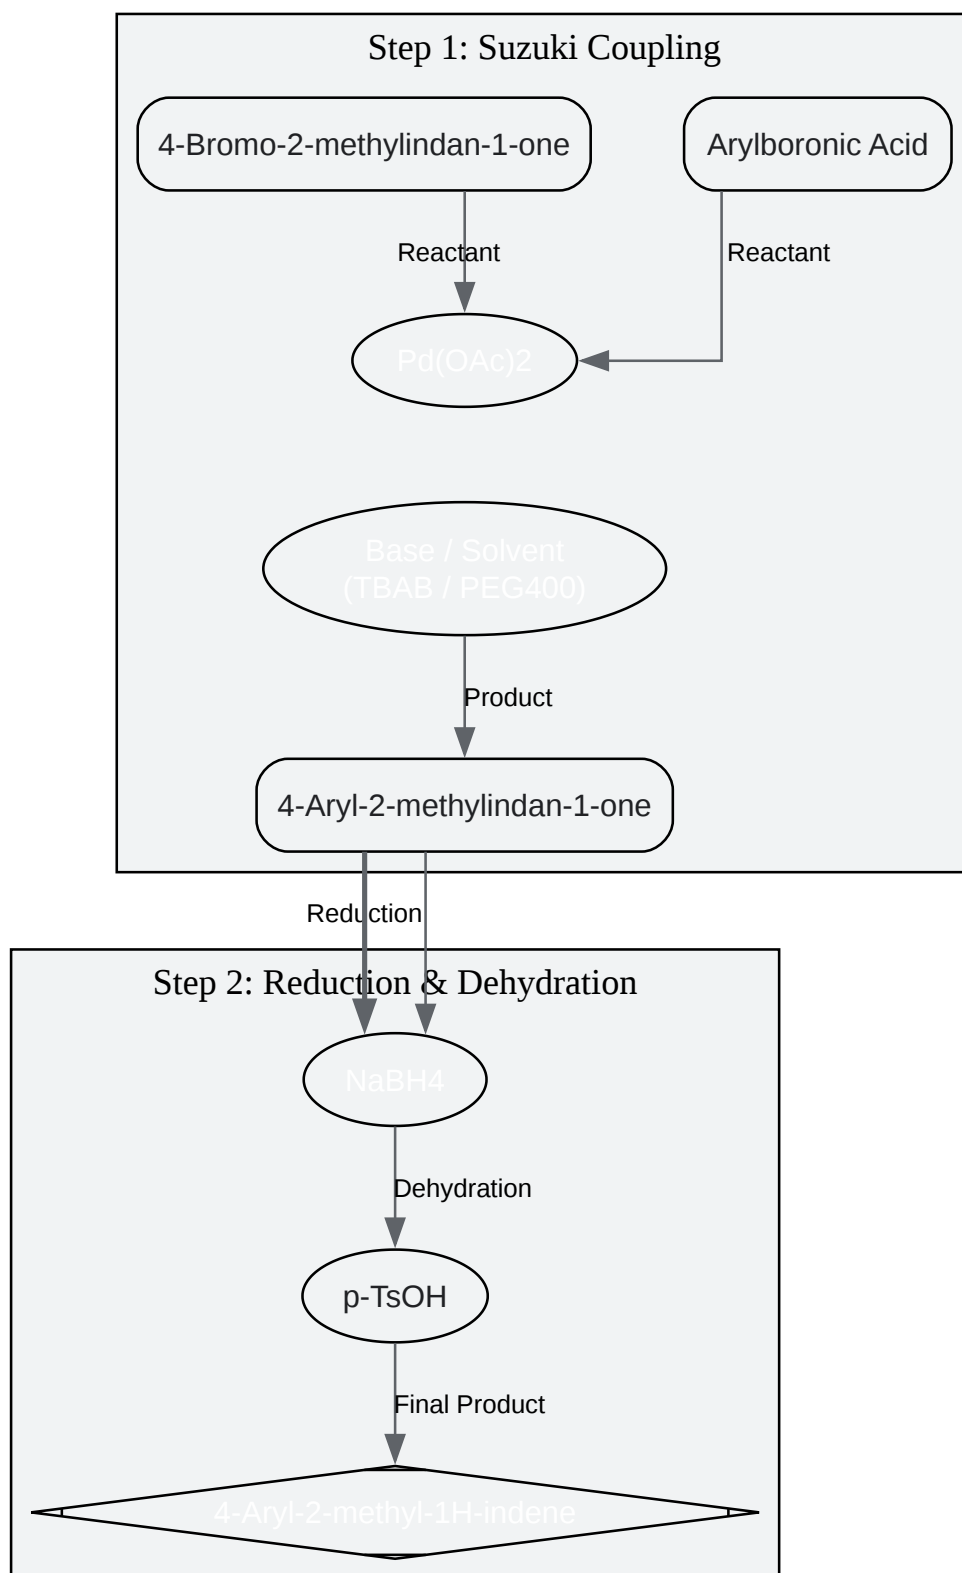 Step 1: Suzuki Coupling
4-Bromo-2-methylindan-1-one
Arylboronic Acid
Reactant
Reactant
Pd(OAc)2
Base / Solvent
(TBAB / PEG400)
Product
4-Aryl-2-methylindan-1-one
Reduction
Step 2: Reduction & Dehydration
NaBH4
Dehydration
p-TsOH
Final Product
4-Aryl-2-methyl-1H-indene